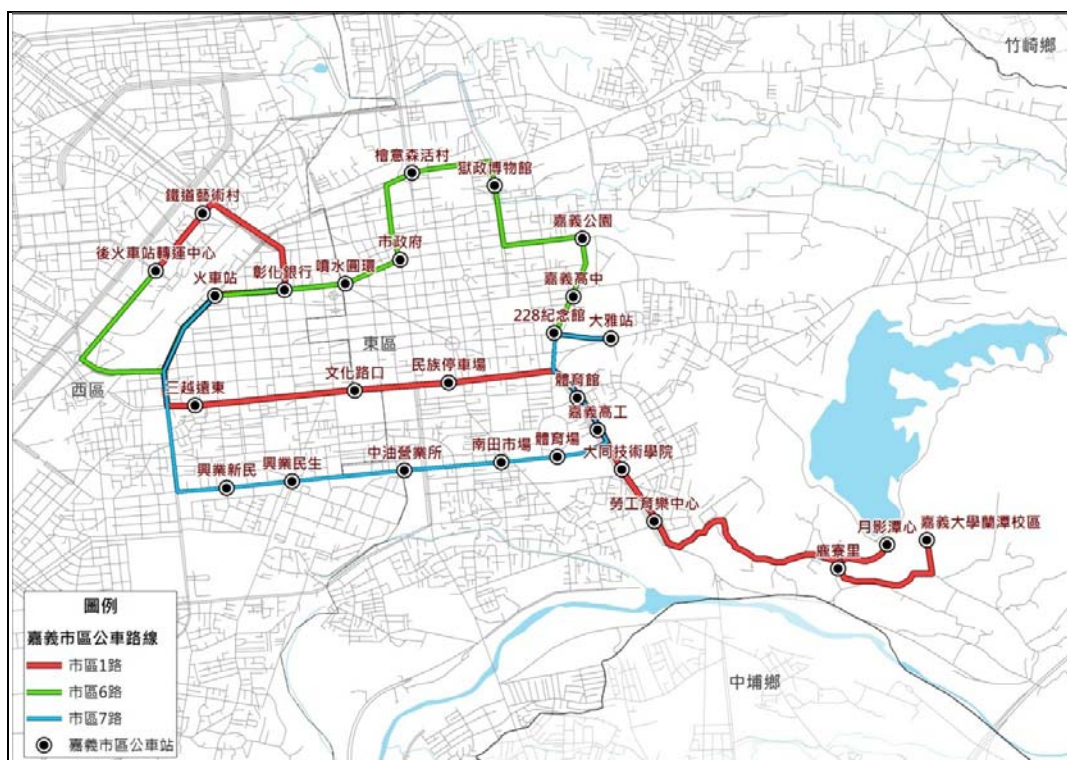 竹崎鄉
檜意森活村
獄政博物館
鐵道藝術村
嘉義公園
市政府
後火車站轉運中心
火車站
彰化銀行
噴水圓環
嘉義高中
228紀念館
大雅站
東區
民族停車場
文化路口
三越遠東
西區
體育館
嘉義高工
體育場
南田市場
中油營業所
大同技術學院
興業民生
興業新民
勞工育樂中心
月影潭心
嘉義大學蘭潭校區
鹿寮里
中埔鄉
圖例
嘉義市區公車路線
市區1路
市區6路
市區7路
嘉義市區公車站